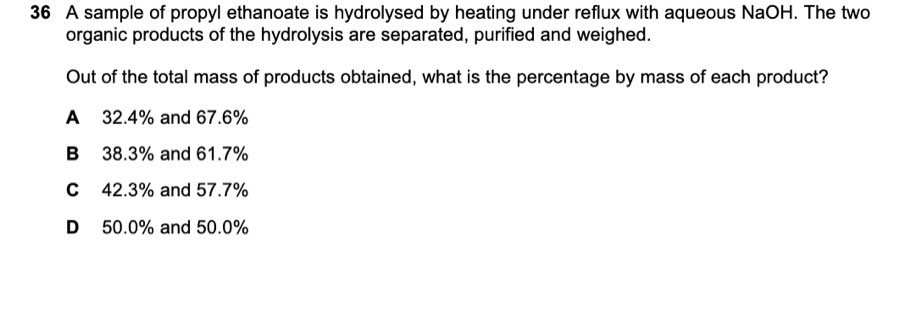 36 A sample of propyl ethanoate is hydrolysed by heating under reflux with aqueous NaOH. The two
organic products of the hydrolysis are separated, purified and weighed.
Out of the total mass of products obtained, what is the percentage by mass of each product?
A 32.4% and 67.6%
B 38.3% and 61.7%
C 42.3% and 57.7%
D 50.0% and 50.0%